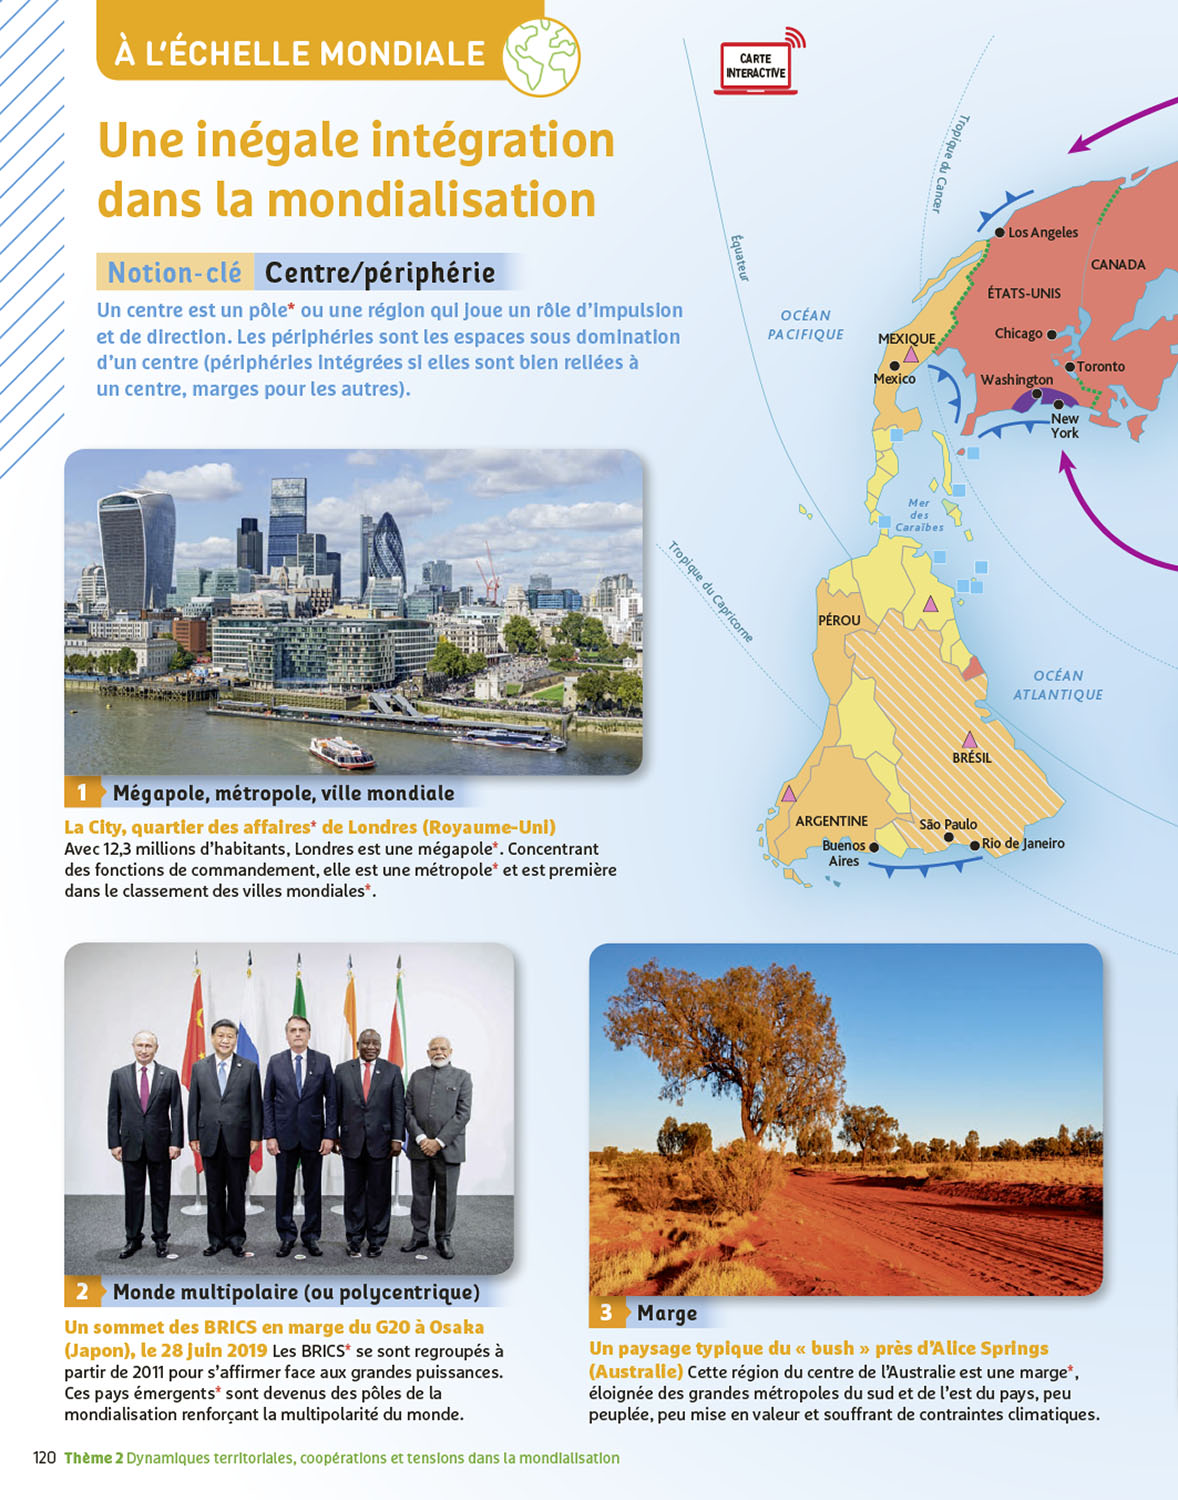 À L'ÉCHELLE MONDIALE
CARTE
INTERACTIVE
Une inégale intégration
dans la mondialisation
Notion-clé Centre/périphérie
Un centre est un pôle* ou une région qui joue un rôle d'impulsion
et de direction. Les périphéries sont les espaces sous domination
d'un centre (périphéries intégrées si elles sont bien reliées à
un centre, marges pour les autres).
Tropique du Cancer
Équateur
Tropique du Capricorne
Los Angeles
CANADA
ÉTATS-UNIS
OCÉAN
PACIFIQUE
Chicago
MEXIQUE
Toronto
Mexico
Washington
New
York
Mer
des
Caraïbes
PÉROU
OCÉAN
ATLANTIQUE
BRÉSIL
ARGENTINE
São Paulo
Buenos
Aires
Rio de Janeiro
1 Mégapole, métropole, ville mondiale
La City, quartier des affaires* de Londres (Royaume-Uni)
Avec 12,3 millions d'habitants, Londres est une mégapole*. Concentrant
des fonctions de commandement, elle est une métropole* et est première
dans le classement des villes mondiales*.
2 Monde multipolaire (ou polycentrique)
Un sommet des BRICS en marge du G20 à Osaka
(Japon), le 28 juin 2019 Les BRICS* se sont regroupés à
partir de 2011 pour s'affirmer face aux grandes puissances.
Ces pays émergents* sont devenus des pôles de la
mondialisation renforçant la multipolarité du monde.
3 Marge
Un paysage typique du « bush » près d'Alice Springs
(Australie) Cette région du centre de l'Australie est une marge*,
éloignée des grandes métropoles du sud et de l'est du pays, peu
peuplée, peu mise en valeur et souffrant de contraintes climatiques.
120 Thème 2 Dynamiques territoriales, coopérations et tensions dans la mondialisation